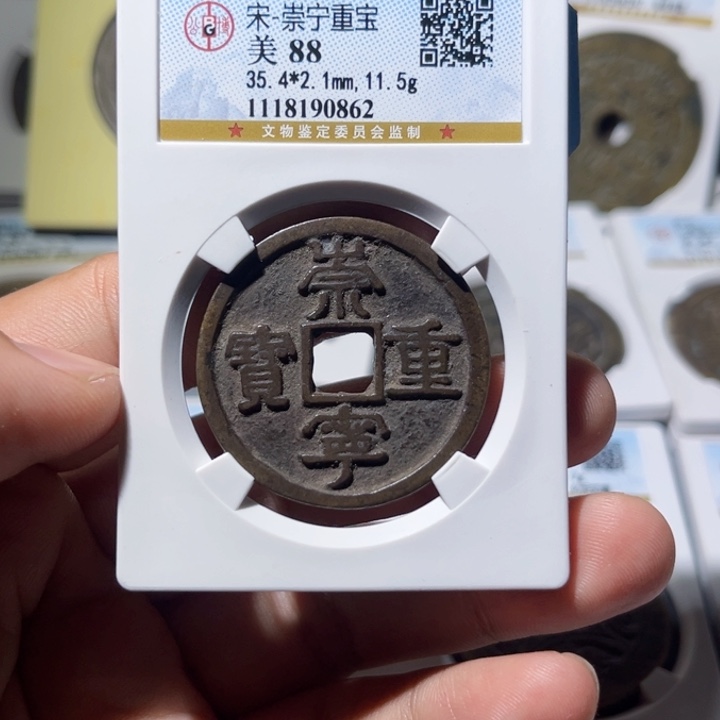 宋-崇宁重宝
美 88
35.4*2.1mm,11.5g
1118190862
★ 文物鉴定委员会监制 ★
崇
寧
重
寶